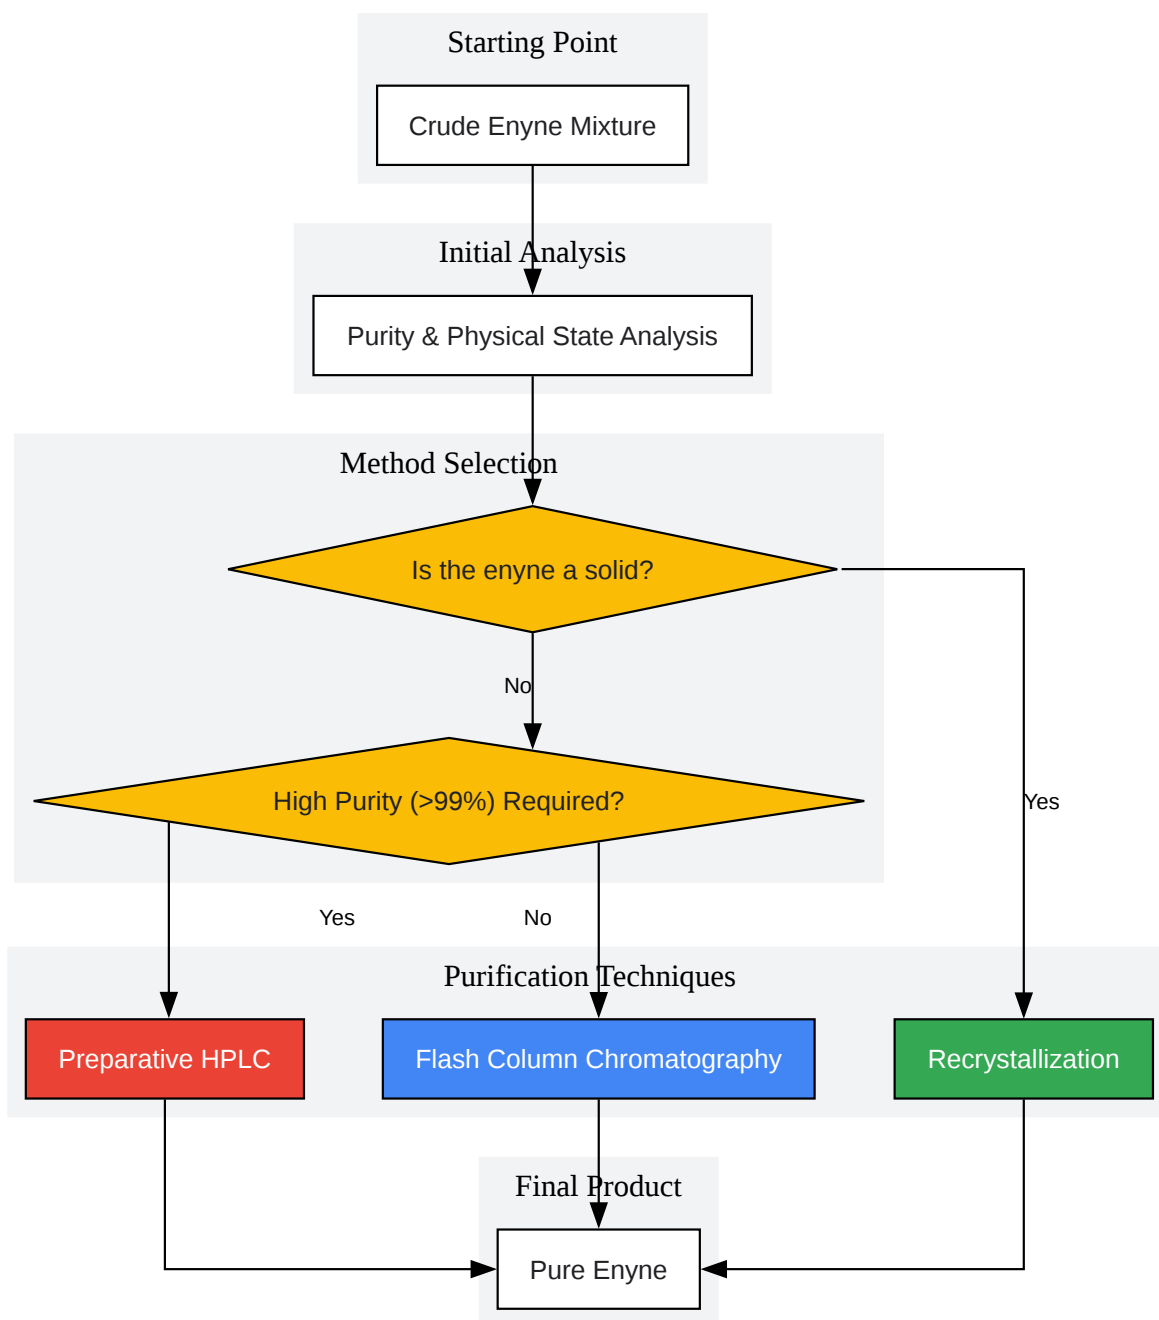 Starting Point
Crude Enyne Mixture
Initial Analysis
Purity & Physical State Analysis
Method Selection
Is the enyne a solid?
No
High Purity (>99%) Required?
Yes
Yes
No
Purification Techniques
Preparative HPLC
Flash Column Chromatography
Recrystallization
Final Product
Pure Enyne